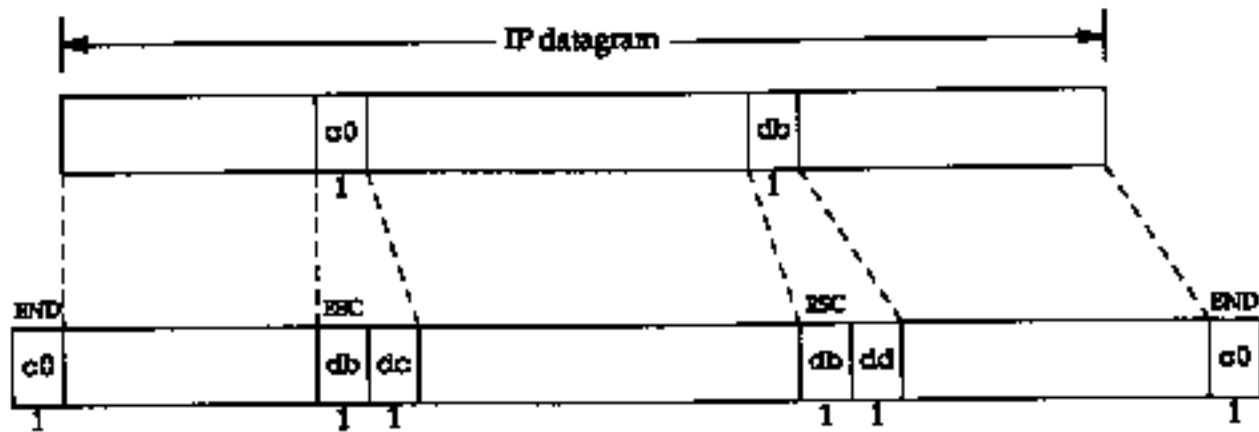 IP datagram
c0 db
1 1
END ESC ESC END
c0 db dc db dd c0
1 1 1 1 1 1